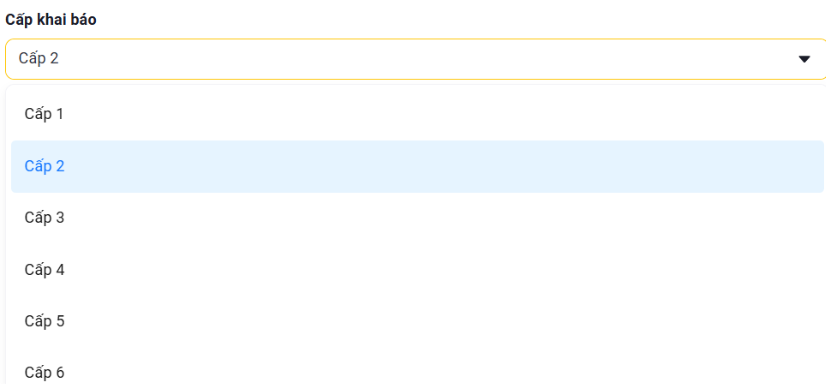 Cấp khai báo
Cấp 2
Cấp 1
Cấp 2
Cấp 3
Cấp 4
Cấp 5
Cấp 6